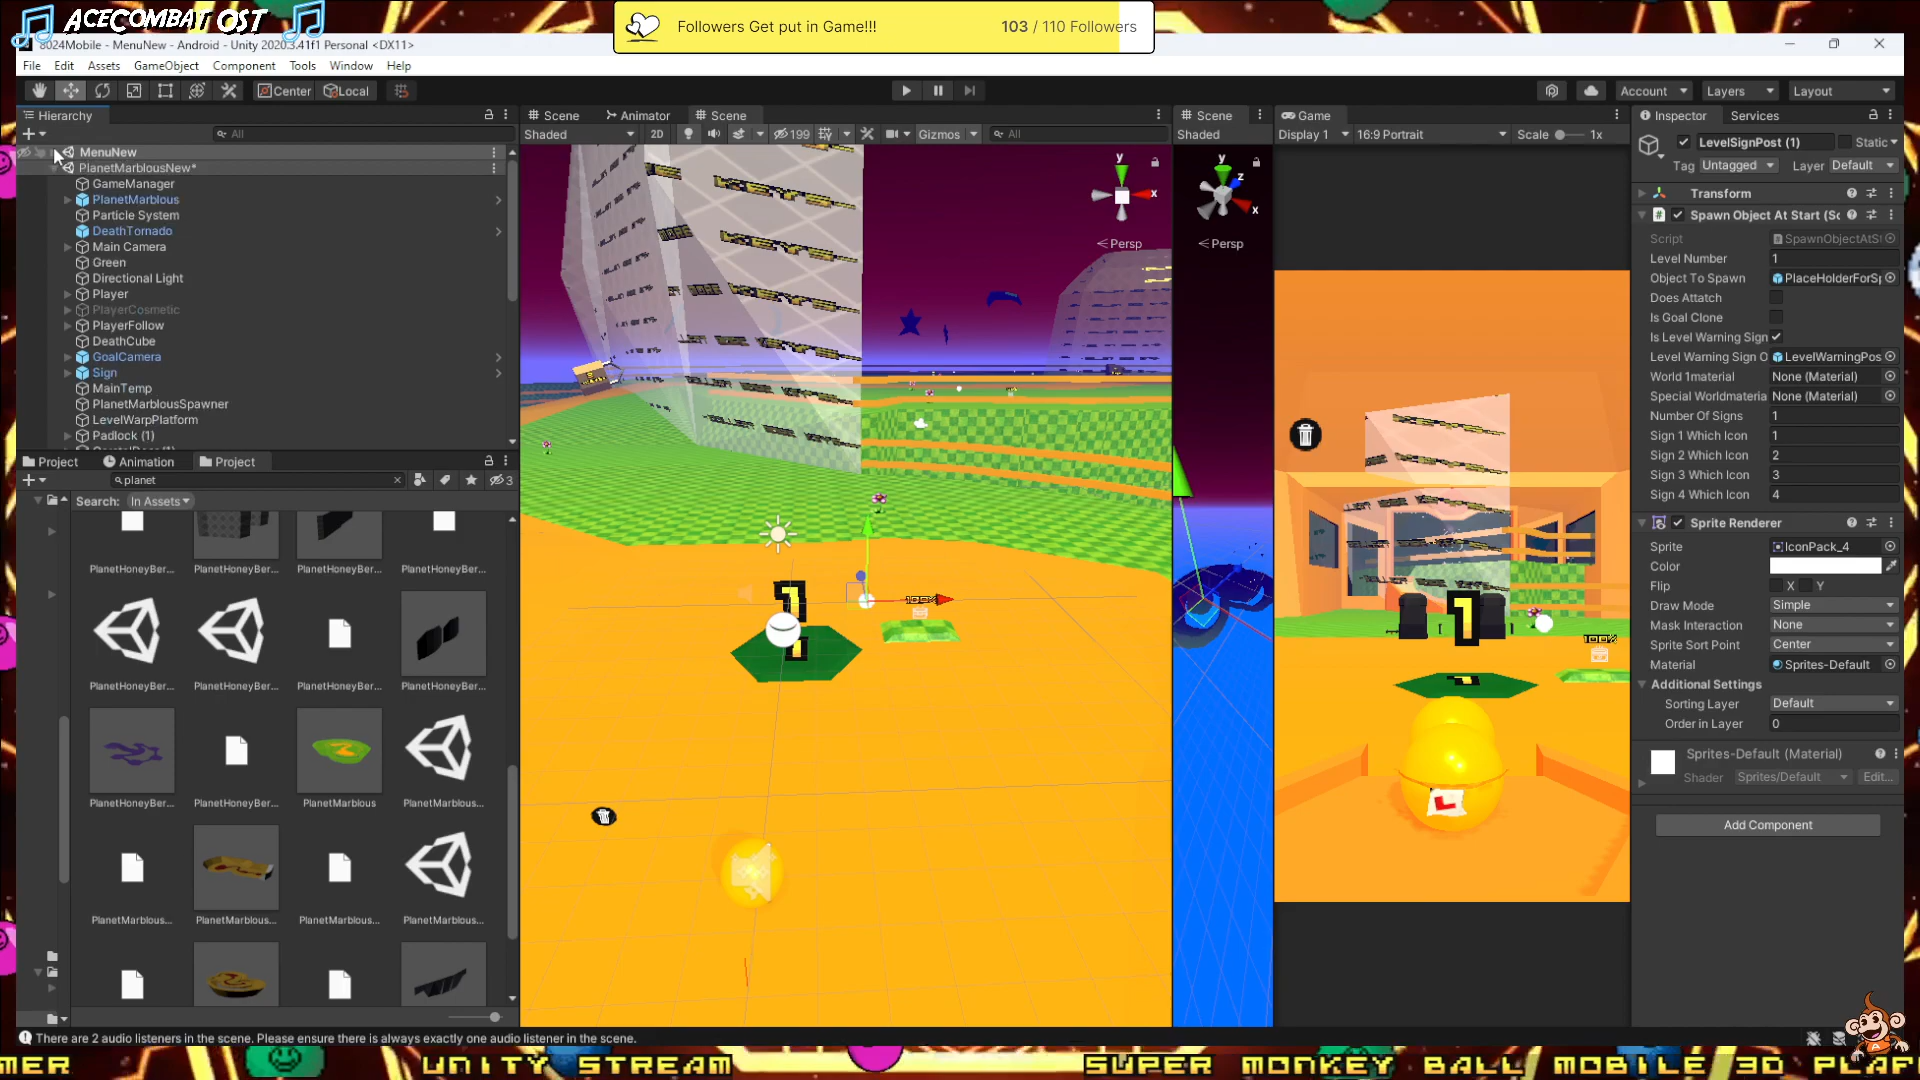 ACECOMBAT OST
Followers Get put in Game!!! 103 / 110 Followers
8024Mobile - MenuNew - Android - Unity 2020.3.41f1 Personal <DX11>
File Edit Assets GameObject Component Tools Window Help
Center Local Account Layers Layout
Hierarchy
All
MenuNew
PlanetMarblousNew*
GameManager
PlanetMarblous
Particle System
DeathTornado
Main Camera
Green
Directional Light
Player
PlayerCosmetic
PlayerFollow
DeathCube
GoalCamera
Sign
MainTemp
PlanetMarblousSpawner
LevelWarpPlatform
Padlock (1)
Project Animation Project
planet 3
Search: In Assets
PlanetHoneyBer... PlanetHoneyBer... PlanetHoneyBer... PlanetHoneyBer...
PlanetHoneyBer... PlanetHoneyBer... PlanetHoneyBer... PlanetHoneyBer...
PlanetHoneyBer... PlanetHoneyBer... PlanetMarblous PlanetMarblous...
PlanetMarblous... PlanetMarblous... PlanetMarblous... PlanetMarblous...
Scene Animator Scene
Shaded 2D 199 Gizmos All
y x
Persp
100%
1
1
Scene
Shaded
y z x
Persp
Game
Display 1 16:9 Portrait Scale 1x
1
100%
L
Inspector Services
LevelSignPost (1) Static
Tag Untagged Layer Default
Transform
Spawn Object At Start (Sc
Script SpawnObjectAtSt
Level Number 1
Object To Spawn PlaceHolderForSp
Does Attatch
Is Goal Clone
Is Level Warning Sign
Level Warning Sign O LevelWarningPos
World 1material None (Material)
Special Worldmateria None (Material)
Number Of Signs 1
Sign 1 Which Icon 1
Sign 2 Which Icon 2
Sign 3 Which Icon 3
Sign 4 Which Icon 4
Sprite Renderer
Sprite IconPack_4
Color
Flip X Y
Draw Mode Simple
Mask Interaction None
Sprite Sort Point Center
Material Sprites-Default
Additional Settings
Sorting Layer Default
Order in Layer 0
Sprites-Default (Material)
Shader Sprites/Default Edit...
Add Component
There are 2 audio listeners in the scene. Please ensure there is always exactly one audio listener in the scene.
MER UNITY STREAM SUPER MONKEY BALL MOBILE 3D PLAF